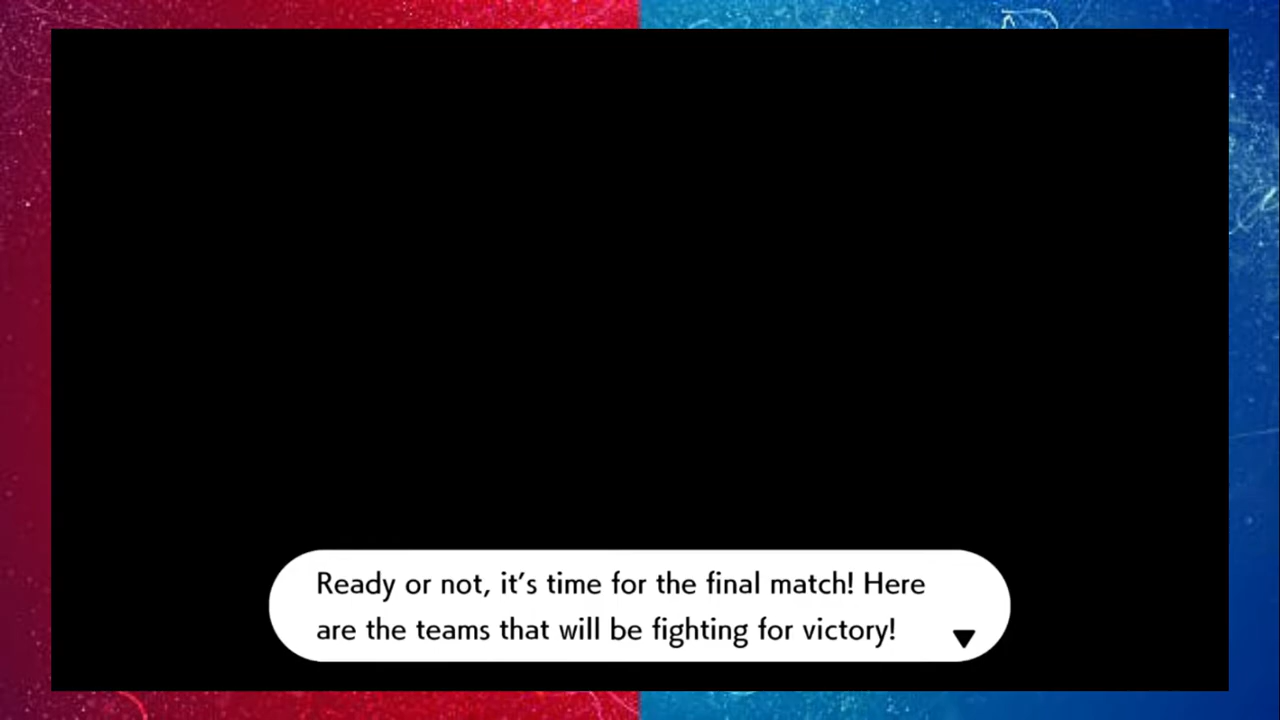 Ready or not, it's time for the final match! Here
are the teams that will be fighting for victory!